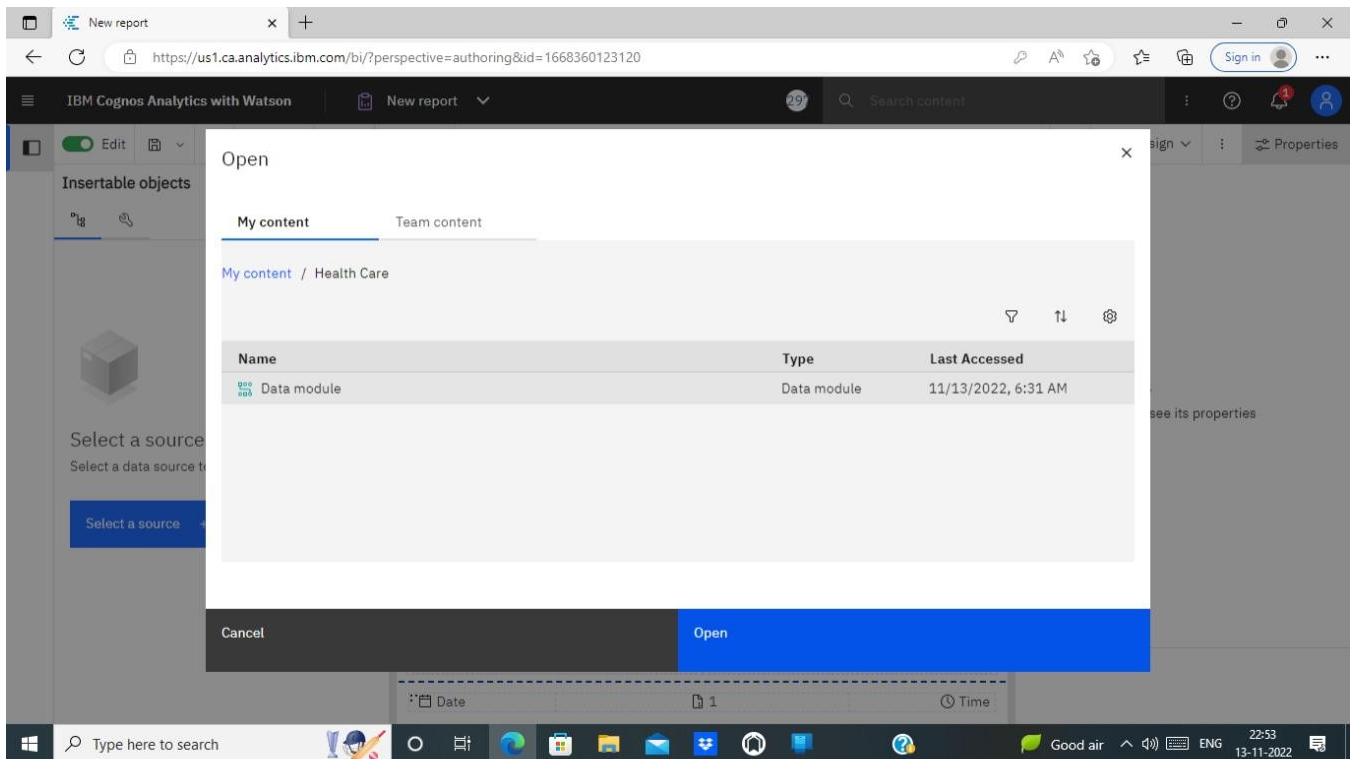 New report
https://us1.ca.analytics.ibm.com/bi/?perspective=authoring&id=1668360123120
Sign in
IBM Cognos Analytics with Watson
New report
29
Search content
1
Edit
sign
Properties
Insertable objects
Open
My content
Team content
My content / Health Care
Name
Type
Last Accessed
Data module
Data module
11/13/2022, 6:31 AM
see its properties
Select a source
Select a data source
Select a source
Cancel
Open
Date
1
Time
Type here to search
Good air
ENG
22:53
13-11-2022